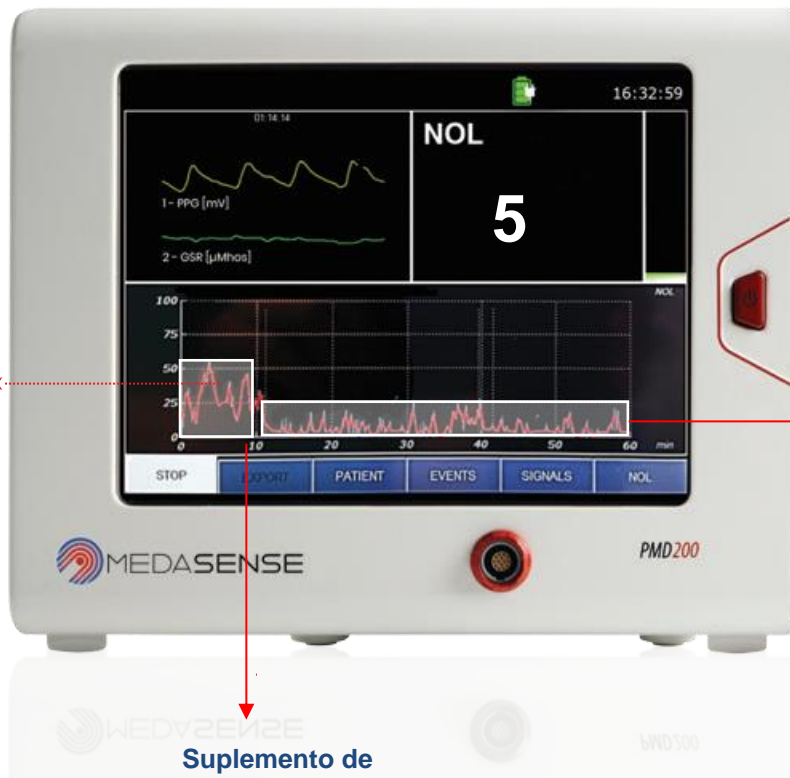 16:32:59
01:14:14
NOL
1- PPG [mV]
5
2- GSR [µMhos]
100
NOL
75
50
25
0
0 10 20 30 40 50 60 min
STOP EXPORT PATIENT EVENTS SIGNALS NOL
MEDASENSE
PMD200
Suplemento de